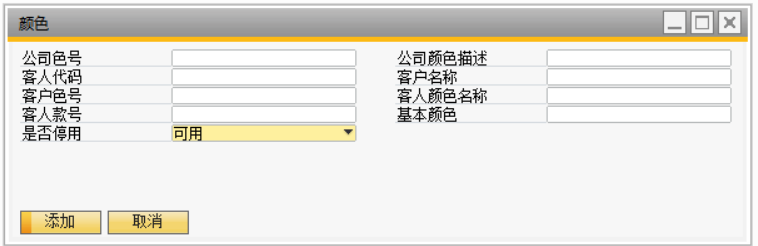 颜色
公司色号 公司颜色描述
客人代码 客户名称
客户色号 客人颜色名称
客人款号 基本颜色
是否停用 可用
添加 取消